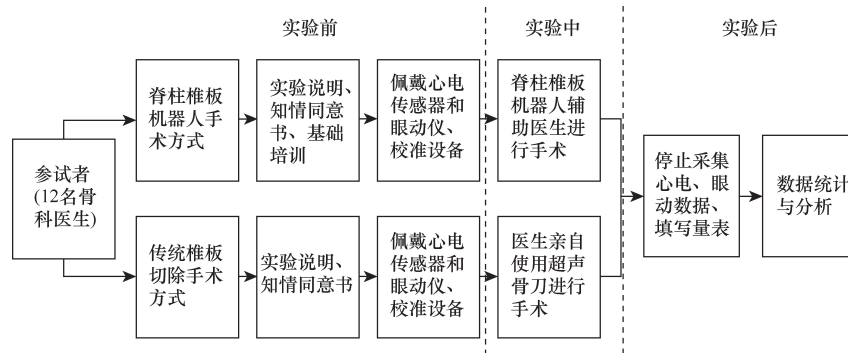 实验前
实验中
实验后
参试者
(12名骨
科医生)
脊柱椎板
机器人手
术方式
实验说明、
知情同意
书、基础
培训
佩戴心电
传感器和
眼动仪、
校准设备
脊柱椎板
机器人辅
助医生进
行手术
传统椎板
切除手术
方式
实验说明、
知情同意书
佩戴心电
传感器和
眼动仪、
校准设备
医生亲自
使用超声
骨刀进行
手术
停止采集
心电、眼
动数据、
填写量表
数据统计
与分析